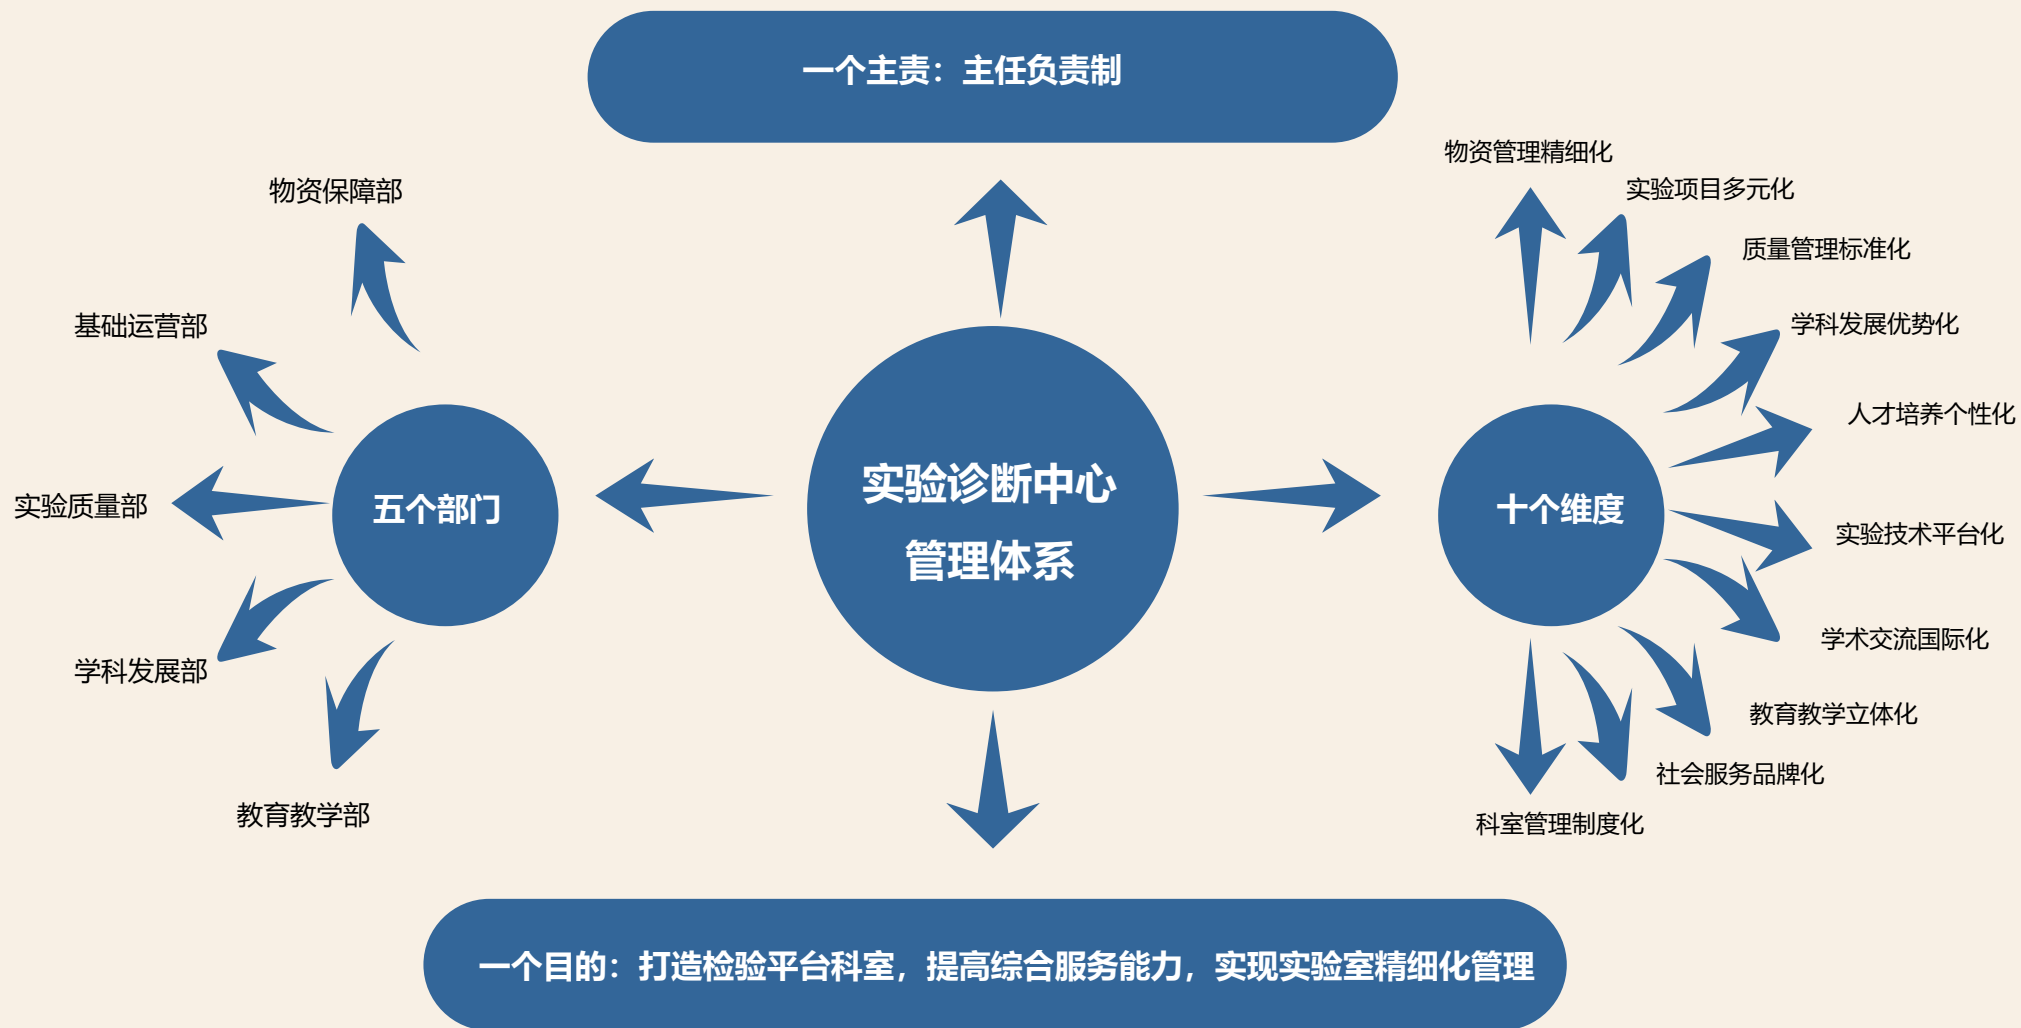 一个主责：主任负责制
物资保障部
基础运营部
实验质量部
学科发展部
教育教学部
五个部门
实验诊断中心
管理体系
十个维度
物资管理精细化
实验项目多元化
质量管理标准化
学科发展优势化
人才培养个性化
实验技术平台化
学术交流国际化
教育教学立体化
社会服务品牌化
科室管理制度化
一个目的：打造检验平台科室，提高综合服务能力，实现实验室精细化管理